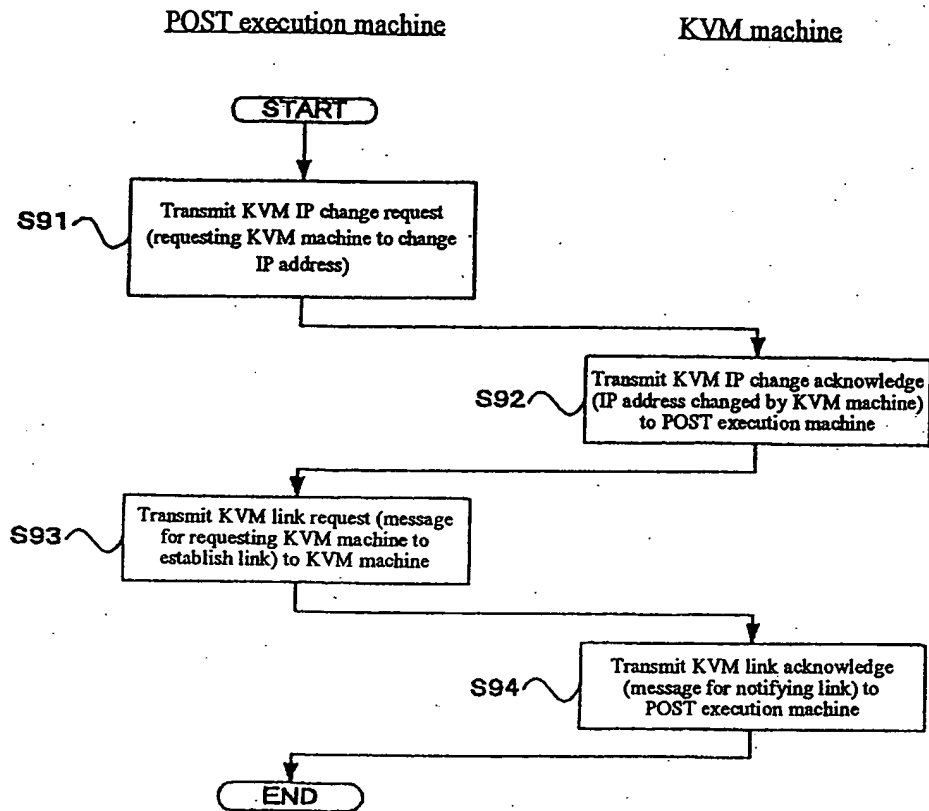 POST execution machine
KVM machine
START
S91
Transmit KVM IP change request
(requesting KVM machine to change
IP address)
S92
Transmit KVM IP change acknowledge
(IP address changed by KVM machine)
to POST execution machine
S93
Transmit KVM link request (message
for requesting KVM machine to
establish link) to KVM machine
S94
Transmit KVM link acknowledge
(message for notifying link) to
POST execution machine
END